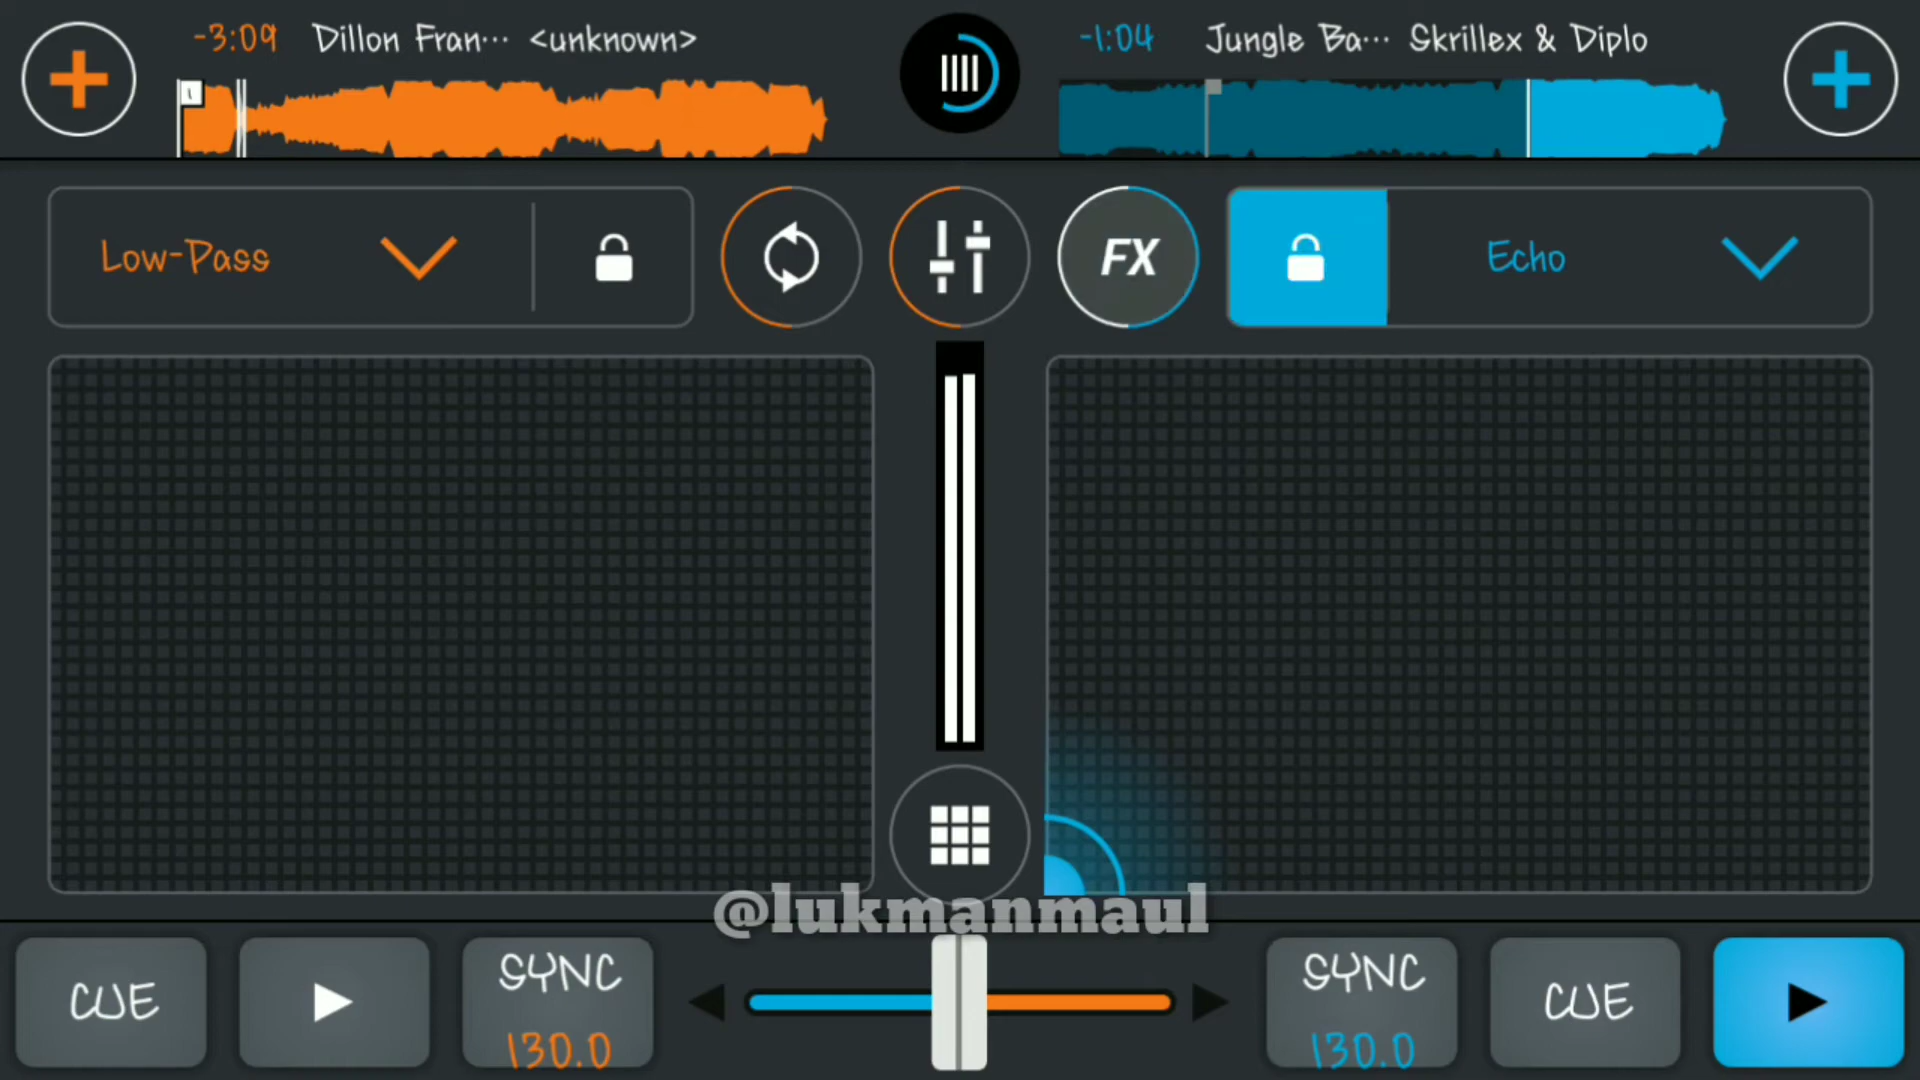 -3:09 Dillon Fran... <unknown>
-1:04 Jungle Ba... Skrillex & Diplo
Low-Pass
FX
Echo
@lukmanmaul
CUE
SYNC
130.0
SYNC
130.0
CUE